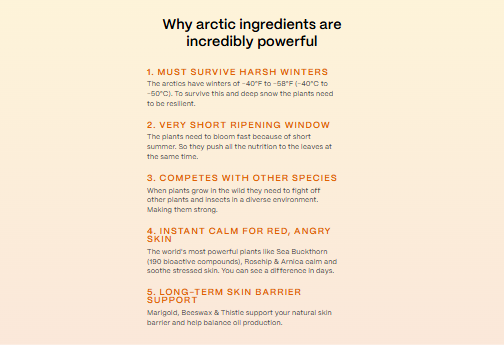 Why arctic ingredients are
incredibly powerful
1. MUST SURVIVE HARSH WINTERS
The arctics have winters of -40°F to -58°F (-40°C to
-50°C). To survive this and deep snow the plants need
to be resilient.
2. VERY SHORT RIPENING WINDOW
The plants need to bloom fast because of short
summer. So they push all the nutrition to the leaves at
the same time.
3. COMPETES WITH OTHER SPECIES
When plants grow in the wild they need to fight off
other plants and insects in a diverse environment.
Making them strong.
4. INSTANT CALM FOR RED, ANGRY
SKIN
The world's most powerful plants like Sea Buckthorn
(190 bioactive compounds), Rosehip & Arnica calm and
soothe stressed skin. You can see a difference in days.
5. LONG-TERM SKIN BARRIER
SUPPORT
Marigold, Beeswax & Thistle support your natural skin
barrier and help balance oil production.